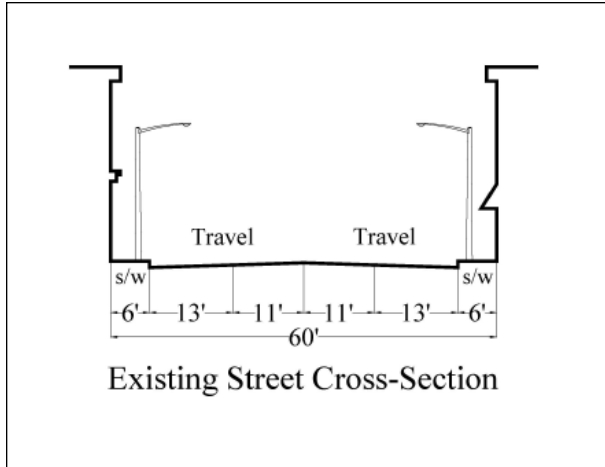 Travel Travel
s/w s/w
6' 13' 11' 11' 13' 6'
60'
Existing Street Cross-Section